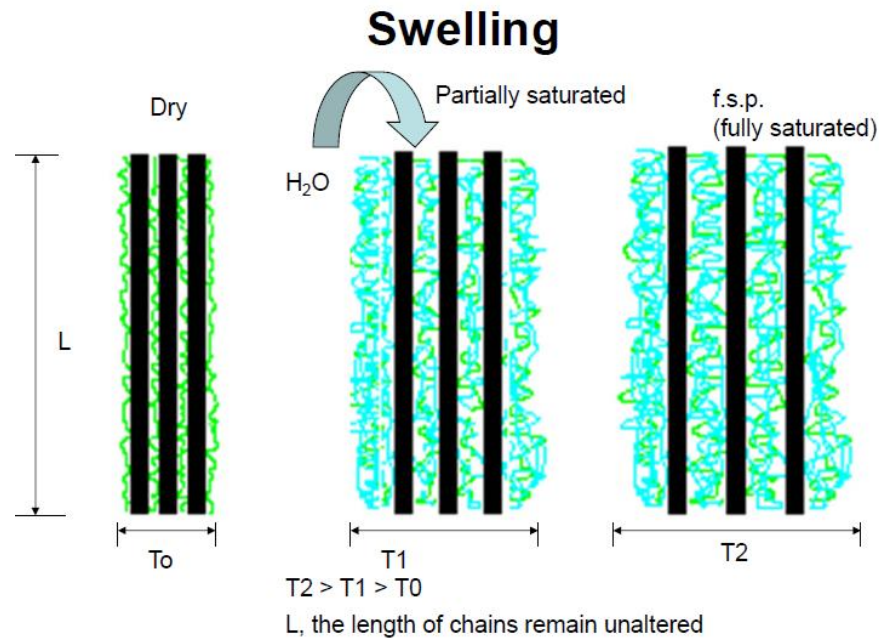 Swelling
Dry
Partially saturated
f.s.p.
(fully saturated)
H₂O
L
To
T1
T2
T2 > T1 > T0
L, the length of chains remain unaltered